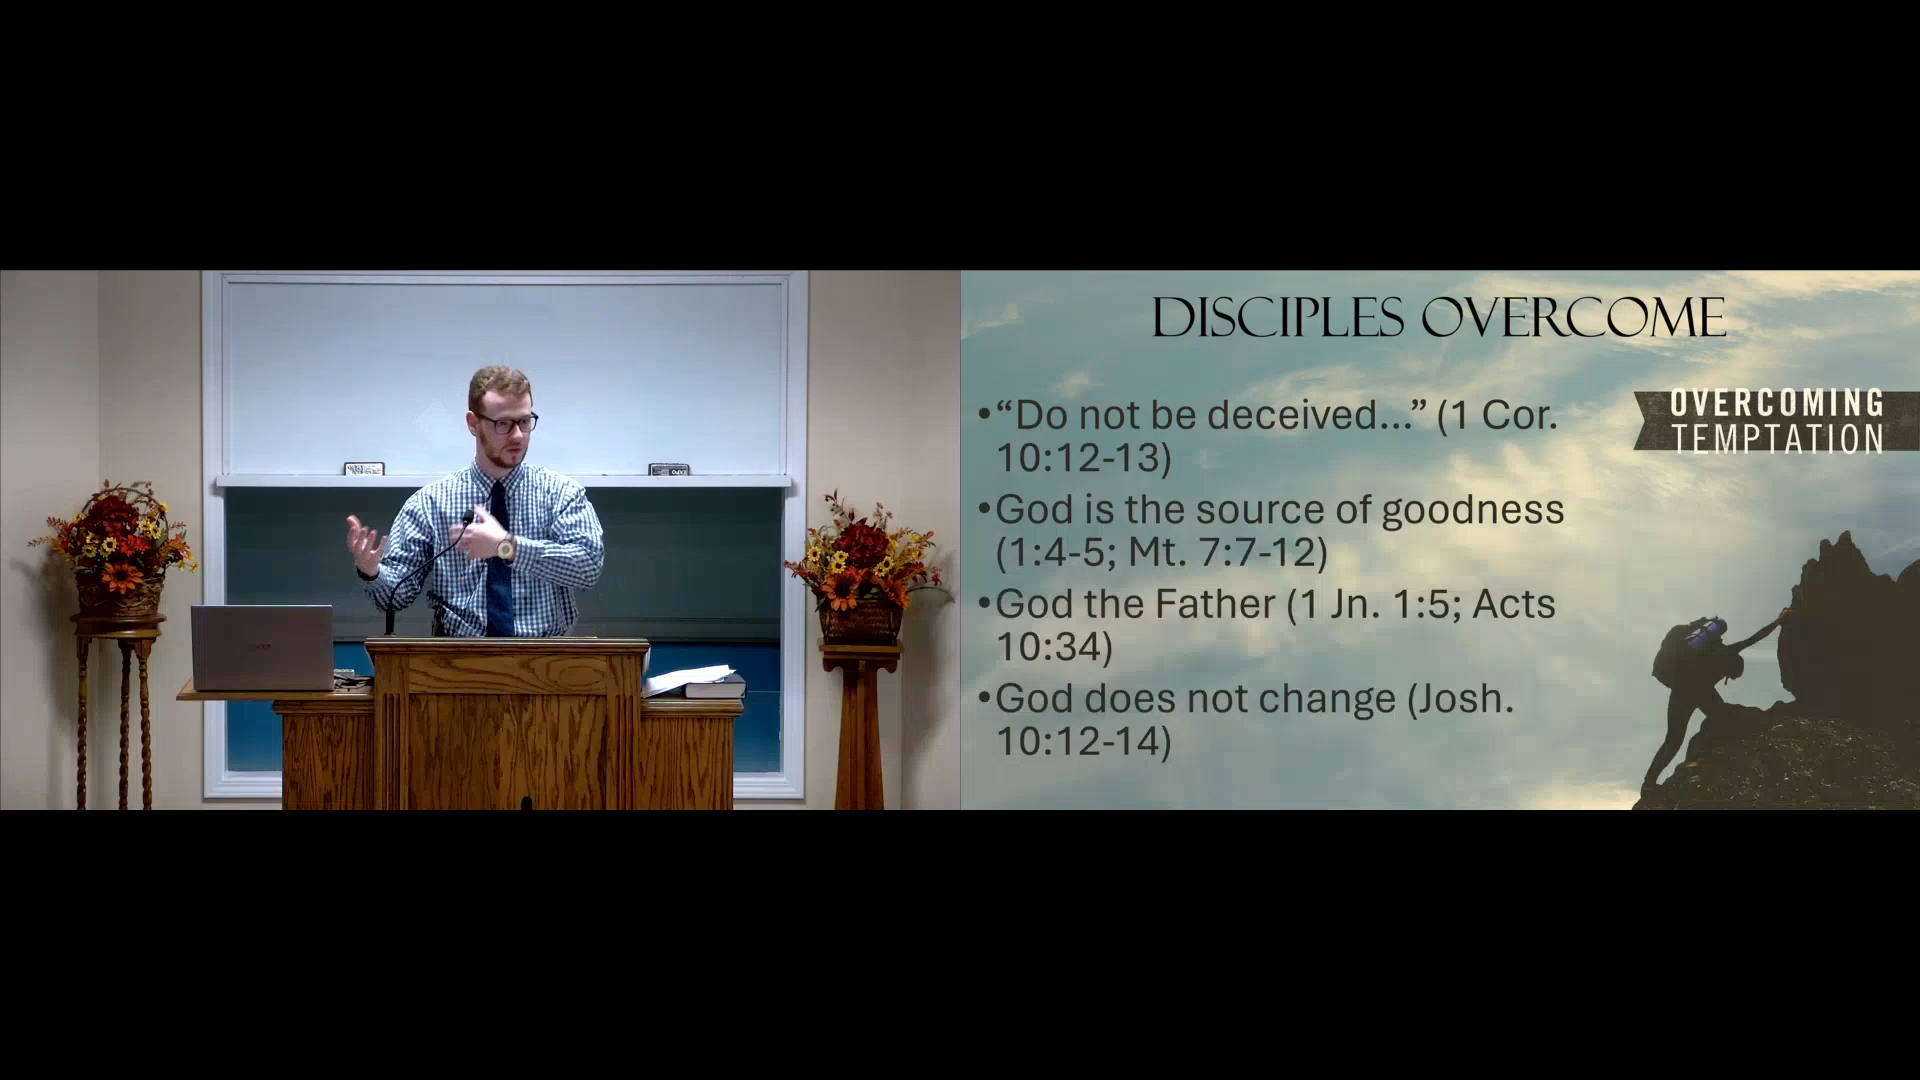 DISCIPLES OVERCOME
•“Do not be deceived...” (1 Cor.
10:12-13)
•God is the source of goodness
(1:4-5; Mt. 7:7-12)
•God the Father (1 Jn. 1:5; Acts
10:34)
•God does not change (Josh.
10:12-14)
OVERCOMING
TEMPTATION